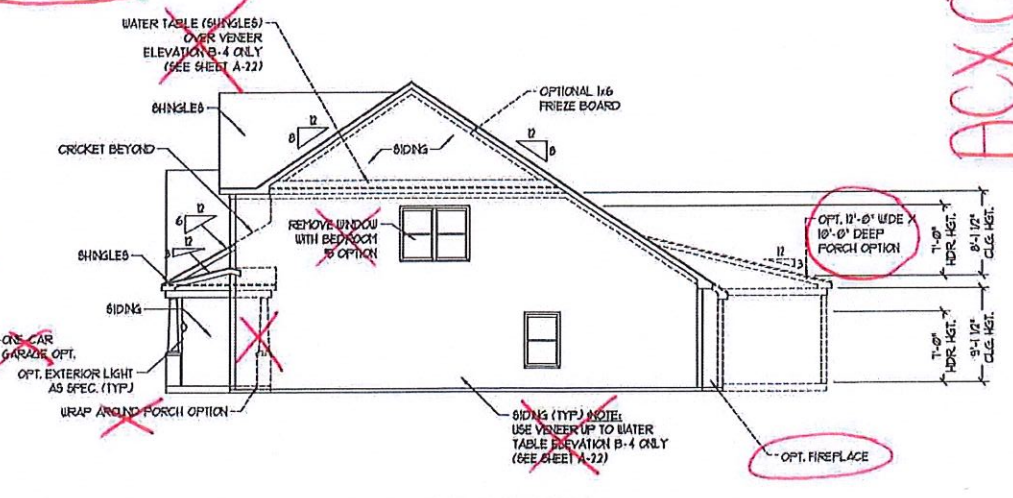 WATER TABLE (SHINGLES)
OVER VENEER
ELEVATION B-4 ONLY
(SEE SHEET A-22)
SHINGLES
12
8
OPTIONAL 1x6
FRIEZE BOARD
12
8
SIDING
CRICKET BEYOND
12
6
REMOVE WINDOW
WITH BEDROOM
5 OPTION
12
3
SHINGLES
SIDING
ONE CAR
GARAGE OPT.
OPT. EXTERIOR LIGHT
AS SPEC. (TYP.)
WRAP AROUND PORCH OPTION
SIDING (TYP.) NOTE:
USE VENEER UP TO WATER
TABLE ELEVATION B-4 ONLY
(SEE SHEET A-22)
OPT. FIREPLACE
OPT. 12'-0" WIDE X
10'-0" DEEP
PORCH OPTION
12
3
7'-0"
HDR. HGT.
8'-1 1/2"
CLG. HGT.
7'-0"
HDR. HGT.
9'-1 1/2"
CLG. HGT.
ACX